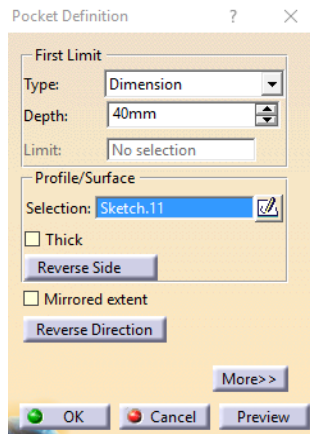 Pocket Definition ? ×
First Limit
Type: Dimension
Depth: 40mm
Limit: No selection
Profile/Surface
Selection: Sketch.11
Thick
Reverse Side
Mirrored extent
Reverse Direction
More>>
OK Cancel Preview